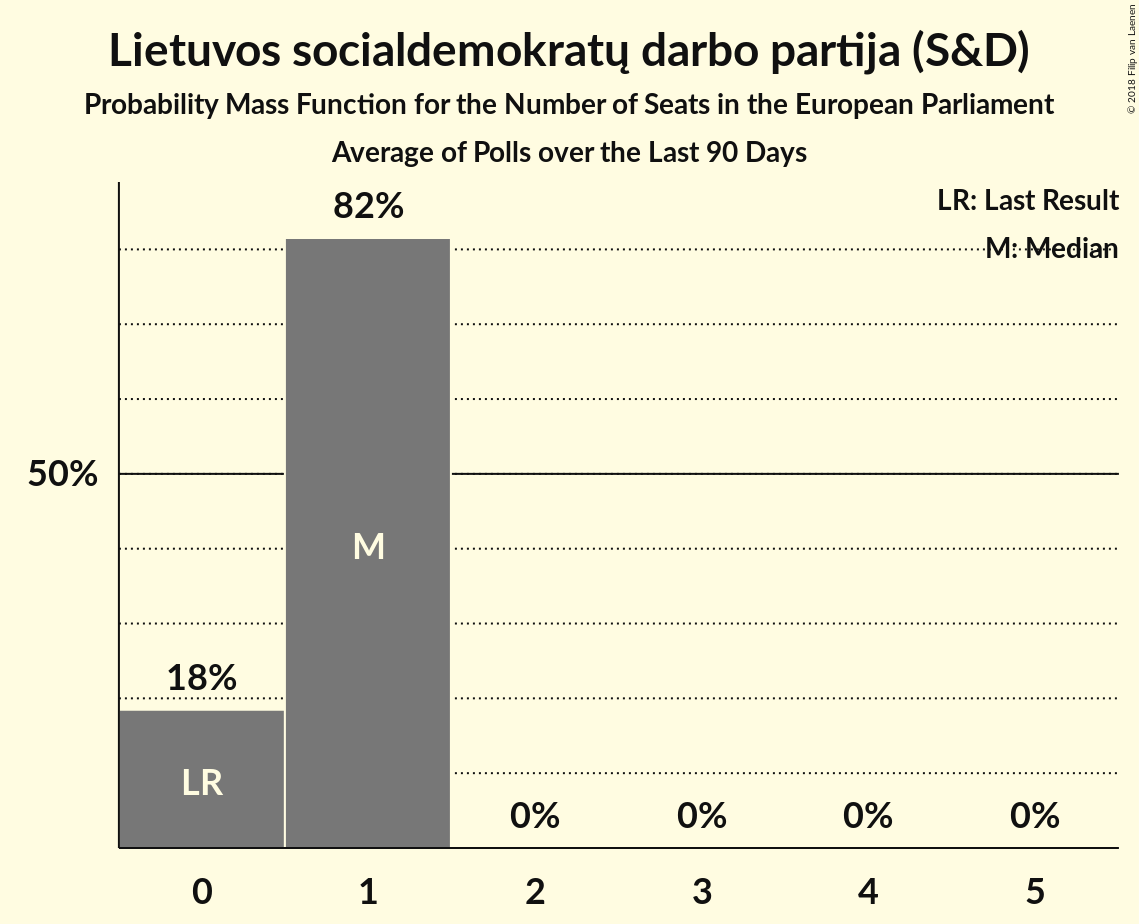 Lietuvos socialdemokratų darbo partija (S&D)
Probability Mass Function for the Number of Seats in the European Parliament
Average of Polls over the Last 90 Days
© 2018 Filip van Laenen
LR: Last Result
M: Median
82%
50%
M
18%
LR
0% 0% 0% 0%
0 1 2 3 4 5